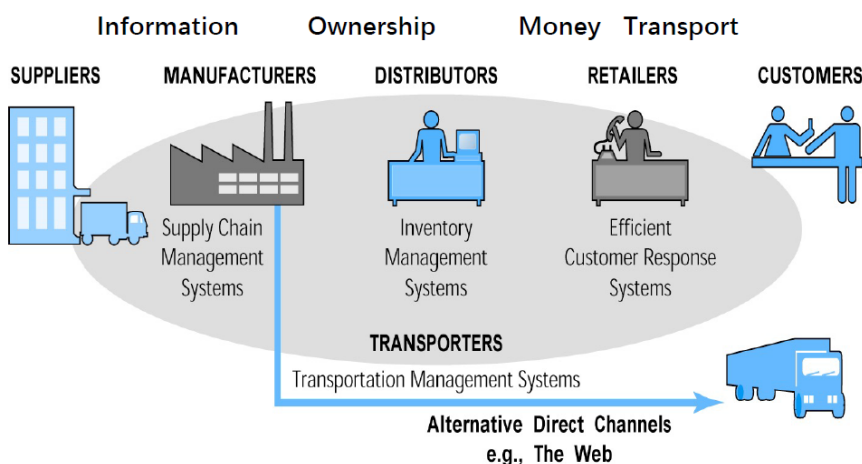 Information Ownership Money Transport
SUPPLIERS MANUFACTURERS DISTRIBUTORS RETAILERS CUSTOMERS
Supply Chain
Management
Systems
Inventory
Management
Systems
Efficient
Customer Response
Systems
TRANSPORTERS
Transportation Management Systems
Alternative Direct Channels
e.g., The Web